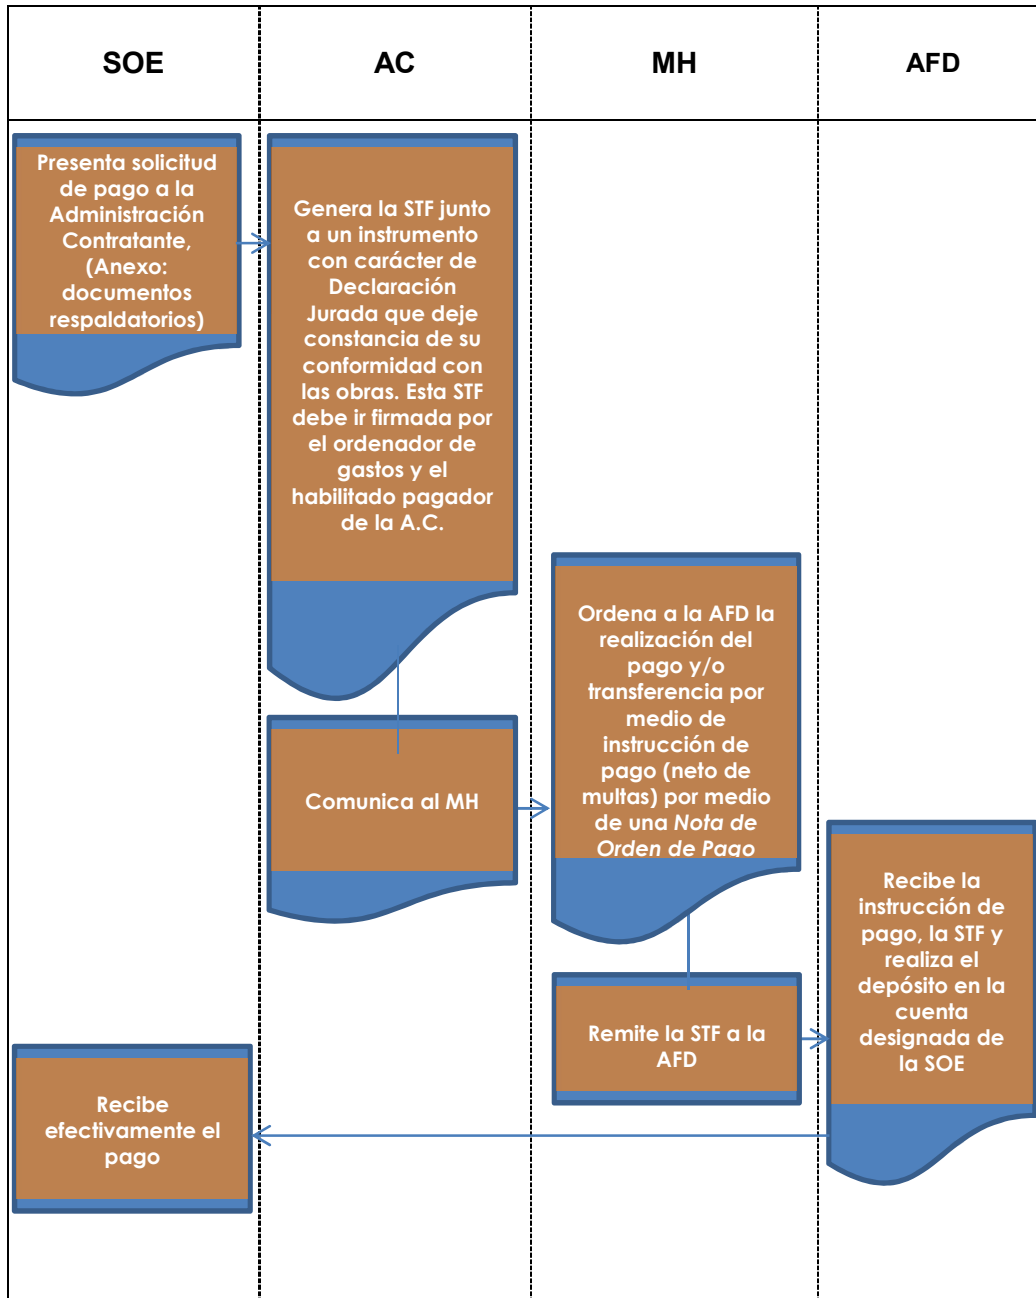 SOE
AC
MH
AFD
Presenta solicitud
de pago a la
Administración
Contratante,
(Anexo:
documentos
respaldatorios)
Genera la STF junto
a un instrumento
con carácter de
Declaración
Jurada que deje
constancia de su
conformidad con
las obras. Esta STF
debe ir firmada por
el ordenador de
gastos y el
habilitado pagador
de la A.C.
Comunica al MH
Ordena a la AFD la
realización del
pago y/o
transferencia por
medio de
instrucción de
pago (neto de
multas) por medio
de una Nota de
Orden de Pago
Remite la STF a la
AFD
Recibe la
instrucción de
pago, la STF y
realiza el
depósito en la
cuenta
designada de
la SOE
Recibe
efectivamente el
pago